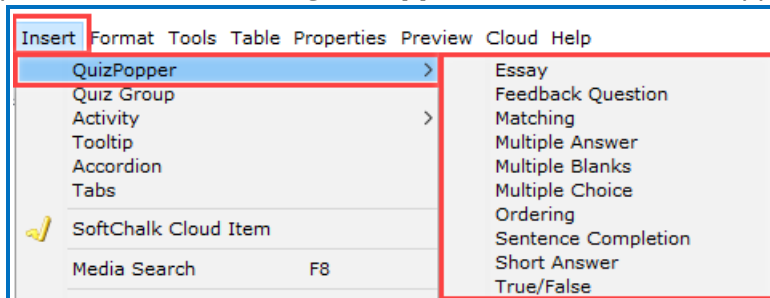 Insert Format Tools Table Properties Preview Cloud Help
QuizPopper >
Quiz Group
Activity >
Tooltip
Accordion
Tabs
SoftChalk Cloud Item
Media Search F8
Essay
Feedback Question
Matching
Multiple Answer
Multiple Blanks
Multiple Choice
Ordering
Sentence Completion
Short Answer
True/False